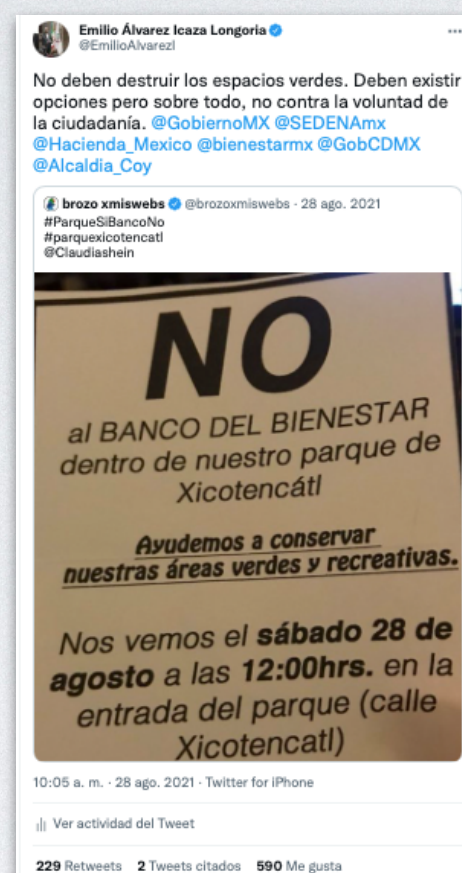 Emilio Álvarez Icaza Longoria
@EmilioAlvarezI
No deben destruir los espacios verdes. Deben existir
opciones pero sobre todo, no contra la voluntad de
la ciudadanía. @GobiernoMX @SEDENAmx
@Hacienda_Mexico @bienestarmx @GobCDMX
@Alcaldia_Coy
brozo xmiswebs @brozoxmiswebs · 28 ago. 2021
#ParqueSiBancoNo
#parquexicotencatl
@Claudiashein
NO
al BANCO DEL BIENESTAR
dentro de nuestro parque de
Xicotencátl
Ayudemos a conservar
nuestras áreas verdes y recreativas.
Nos vemos el sábado 28 de
agosto a las 12:00hrs. en la
entrada del parque (calle
Xicotencatl)
10:05 a. m. · 28 ago. 2021 · Twitter for iPhone
Ver actividad del Tweet
229 Retweets 2 Tweets citados 590 Me gusta